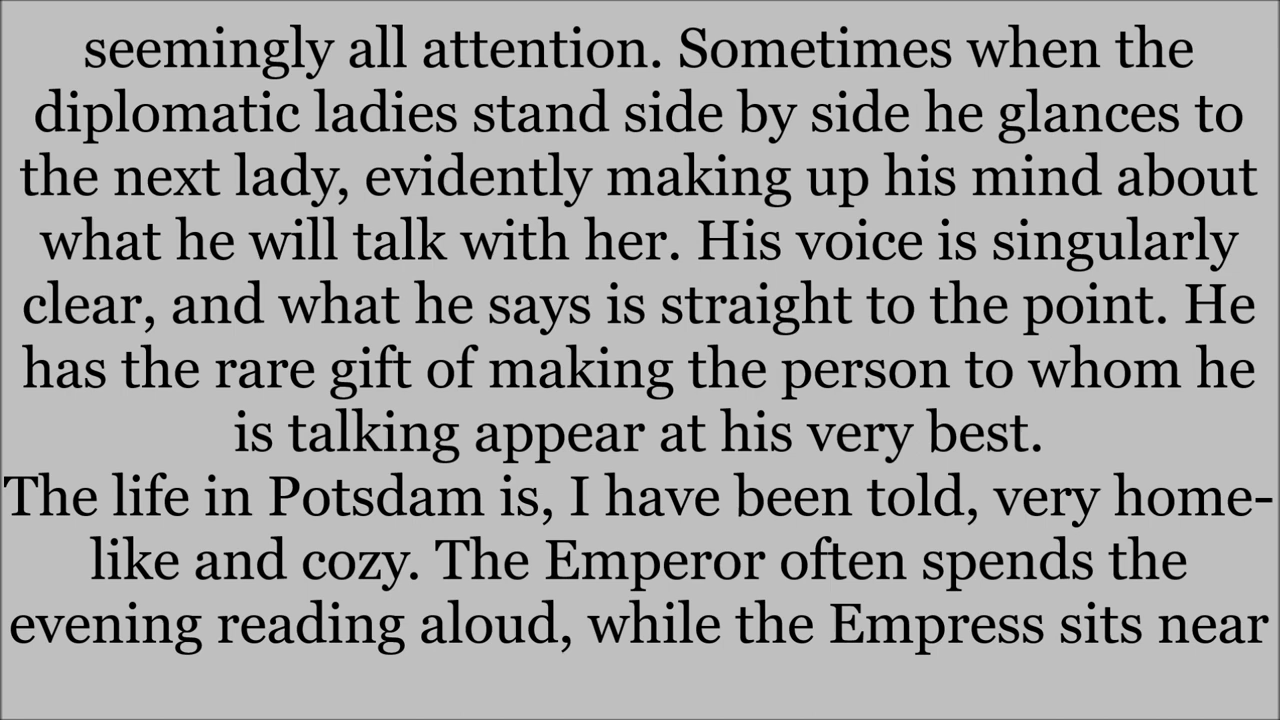 seemingly all attention. Sometimes when the
diplomatic ladies stand side by side he glances to
the next lady, evidently making up his mind about
what he will talk with her. His voice is singularly
clear, and what he says is straight to the point. He
has the rare gift of making the person to whom he
is talking appear at his very best.
The life in Potsdam is, I have been told, very home-
like and cozy. The Emperor often spends the
evening reading aloud, while the Empress sits near